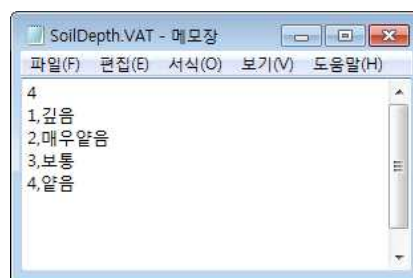 SoilDepth.VAT - 메모장
파일(F) 편집(E) 서식(O) 보기(V) 도움말(H)
4
1,깊음
2,매우얕음
3,보통
4,얕음